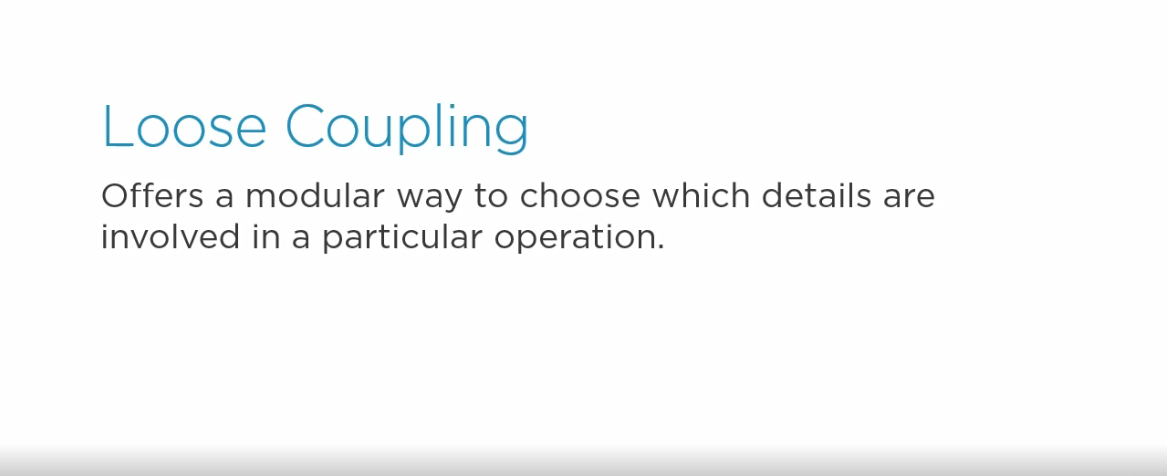 Loose Coupling
Offers a modular way to choose which details are
involved in a particular operation.